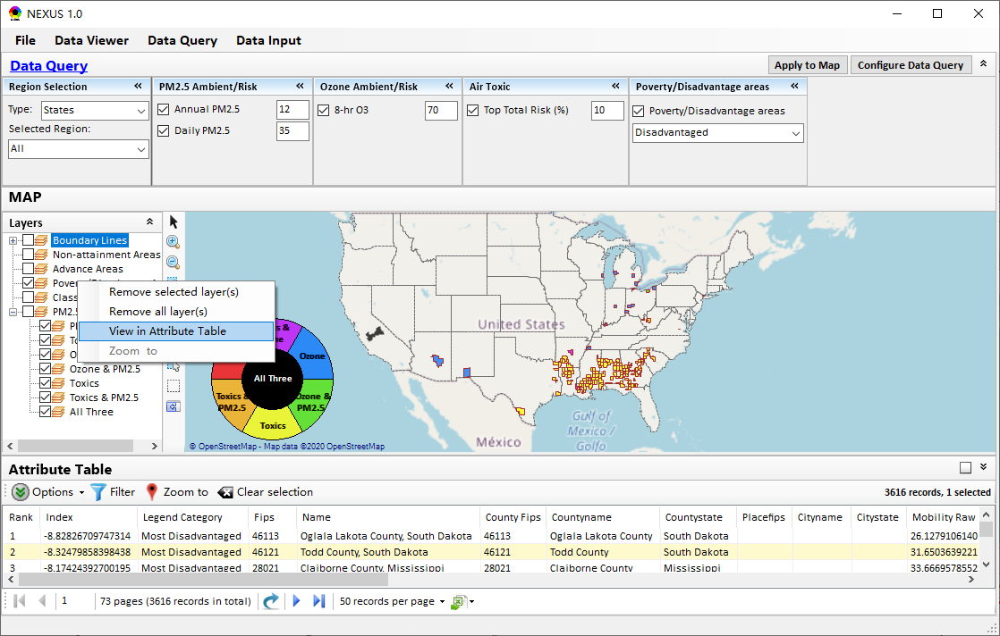 NEXUS 1.0
File Data Viewer Data Query Data Input
Data Query Apply to Map Configure Data Query
Region Selection
Type: States
Selected Region:
All
PM2.5 Ambient/Risk
Annual PM2.5 12
Daily PM2.5 35
Ozone Ambient/Risk
8-hr O3 70
Air Toxic
Top Total Risk (%) 10
Poverty/Disadvantage areas
Poverty/Disadvantage areas
Disadvantaged
MAP
Layers
Boundary Lines
Non-attainment Areas
Advance Areas
Pover
Class
PM2.5
P
To
O
Ozone & PM2.5
Toxics
Toxics & PM2.5
All Three
Remove selected layer(s)
Remove all layer(s)
View in Attribute Table
Zoom to
s &
ne
Ozone
All Three
Toxics &
PM2.5
Ozone &
PM2.5
Toxics
United States
México
Gulf of
Mexico /
Golfo
© OpenStreetMap - Map data ©2020 OpenStreetMap
Attribute Table
Options Filter Zoom to Clear selection 3616 records, 1 selected
Rank Index Legend Category Fips Name County Fips Countyname Countystate Placefips Cityname Citystate Mobility Raw
1 -8.82826709747314 Most Disadvantaged 46113 Oglala Lakota County, South Dakota 46113 Oglala Lakota County South Dakota 26.1279106140
2 -8.32479858398438 Most Disadvantaged 46121 Todd County, South Dakota 46121 Todd County South Dakota 31.6503639221
3 -8.17424392700195 Most Disadvantaged 28021 Claiborne County, Mississippi 28021 Claiborne County Mississippi 33.6669578552
1 73 pages (3616 records in total) 50 records per page